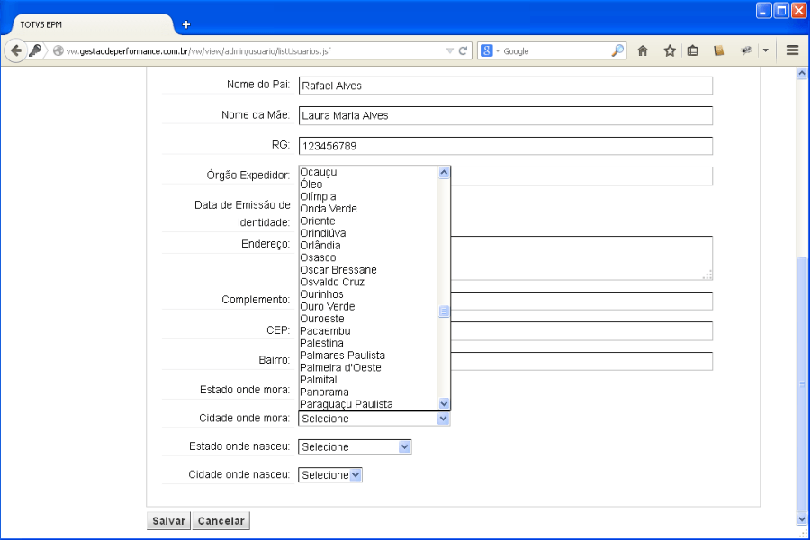 TOTVS EPM
vw.gestaodeperformance.com.br/vw/view/admin/usuario/listUsuarios.js
Google
Nome do Pai: Rafael Alves
Nome da Mãe: Laura Maria Alves
RG: 123456789
Órgão Expedidor:
Data de Emissão de
identidade:
Endereço:
Complemento:
CEP:
Bairro:
Estado onde mora:
Ocauçu
Óleo
Olímpia
Onda Verde
Oriente
Orindiúva
Orlândia
Osasco
Oscar Bressane
Osvaldo Cruz
Ourinhos
Ouro Verde
Ouroeste
Pacaembu
Palestina
Palmares Paulista
Palmeira d'Oeste
Palmital
Panorama
Paraguaçu Paulista
Cidade onde mora: Selecione
Estado onde nasceu: Selecione
Cidade onde nasceu: Selecione
Salvar Cancelar